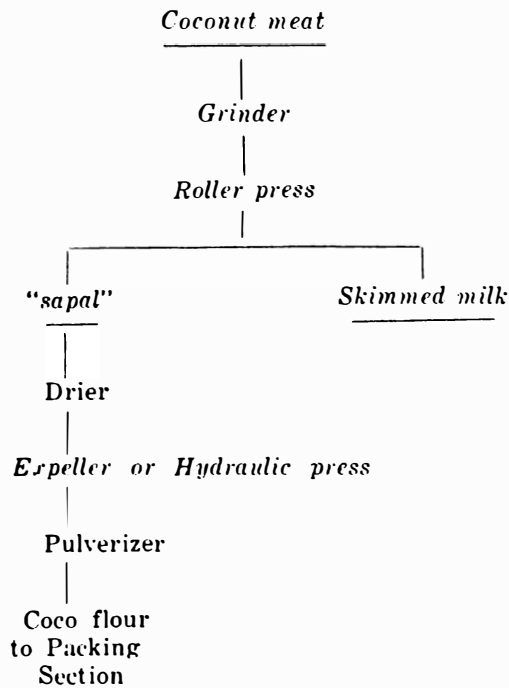 Coconut meat
Grinder
Roller press
"sapal"
Skimmed milk
Drier
Expeller or Hydraulic press
Pulverizer
Coco flour
to Packing
Section